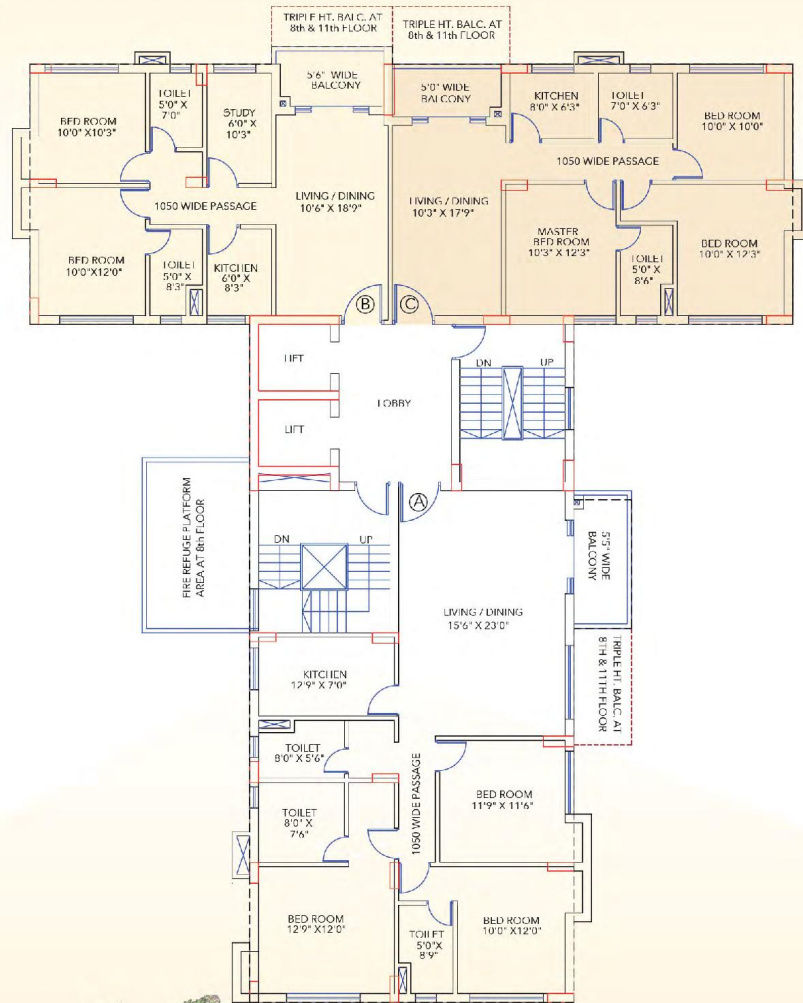 TRIPLE HT. BALC. AT
8th & 11th FLOOR
TRIPLE HT. BALC. AT
8th & 11th FLOOR
5'6" WIDE
BALCONY
5'0" WIDE
BALCONY
BED ROOM
10'0" X10'3"
TOILET
5'0" X
7'0"
STUDY
6'0" X
10'3"
KITCHEN
8'0" X 6'3"
TOILET
7'0" X 6'3"
BED ROOM
10'0" X 10'0"
1050 WIDE PASSAGE
1050 WIDE PASSAGE
LIVING / DINING
10'6" X 18'9"
LIVING / DINING
10'3" X 17'9"
BED ROOM
10'0"X12'0"
TOILET
5'0" X
8'3"
KITCHEN
6'0" X
8'3"
MASTER
BED ROOM
10'3" X 12'3"
TOILET
5'0" X
8'6"
BED ROOM
10'0" X 12'3"
B
C
LIFT
LOBBY
DN
UP
LIFT
A
FIRE REFUGE PLATFORM
AREA AT 8th FLOOR
DN
UP
5'5" WIDE
BALCONY
LIVING / DINING
15'6" X 23'0"
TRIPLE HT. BALC. AT
8TH & 11TH FLOOR
KITCHEN
12'9" X 7'0"
TOILET
8'0" X 5'6"
1050 WIDE PASSAGE
BED ROOM
11'9" X 11'6"
TOILET
8'0" X
7'6"
BED ROOM
12'9" X12'0"
TOILET
5'0"X
8'9"
BED ROOM
10'0" X12'0"